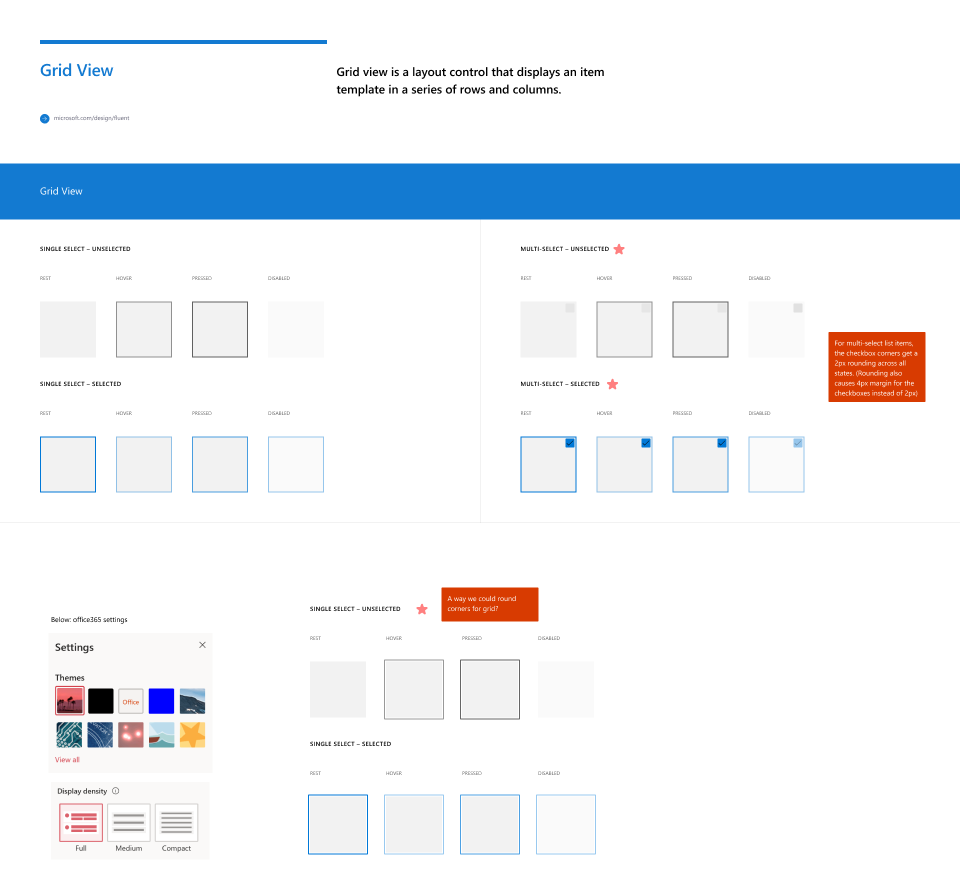 Grid View
Grid view is a layout control that displays an item
template in a series of rows and columns.
microsoft.com/design/fluent
Grid View
SINGLE SELECT – UNSELECTED
REST
HOVER
PRESSED
DISABLED
SINGLE SELECT – SELECTED
REST
HOVER
PRESSED
DISABLED
MULTI-SELECT – UNSELECTED
REST
HOVER
PRESSED
DISABLED
MULTI-SELECT – SELECTED
REST
HOVER
PRESSED
DISABLED
For multi-select list items,
the checkbox corners get a
2px rounding across all
states. (Rounding also
causes 4px margin for the
checkboxes instead of 2px)
Below: office365 settings
Settings
Themes
Office
View all
Display density
Full
Medium
Compact
SINGLE SELECT – UNSELECTED
A way we could round
corners for grid?
REST
HOVER
PRESSED
DISABLED
SINGLE SELECT – SELECTED
REST
HOVER
PRESSED
DISABLED